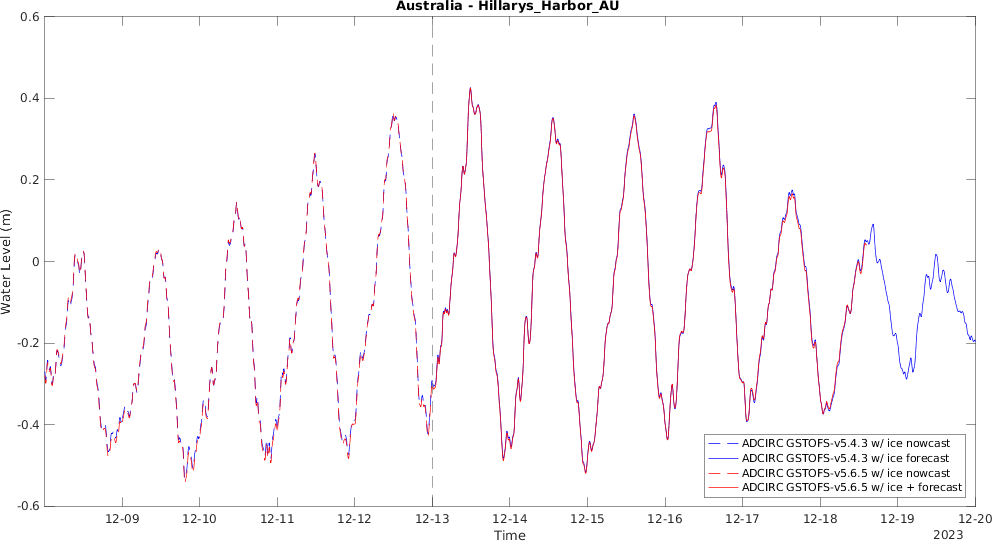 Australia - Hillarys_Harbor_AU
0.6
0.4
0.2
0
-0.2
-0.4
-0.6
Water Level (m)
12-09 12-10 12-11 12-12 12-13 12-14 12-15 12-16 12-17 12-18 12-19 12-20
Time
2023
ADCIRC GSTOFS-v5.4.3 w/ ice nowcast
ADCIRC GSTOFS-v5.4.3 w/ ice forecast
ADCIRC GSTOFS-v5.6.5 w/ ice nowcast
ADCIRC GSTOFS-v5.6.5 w/ ice + forecast